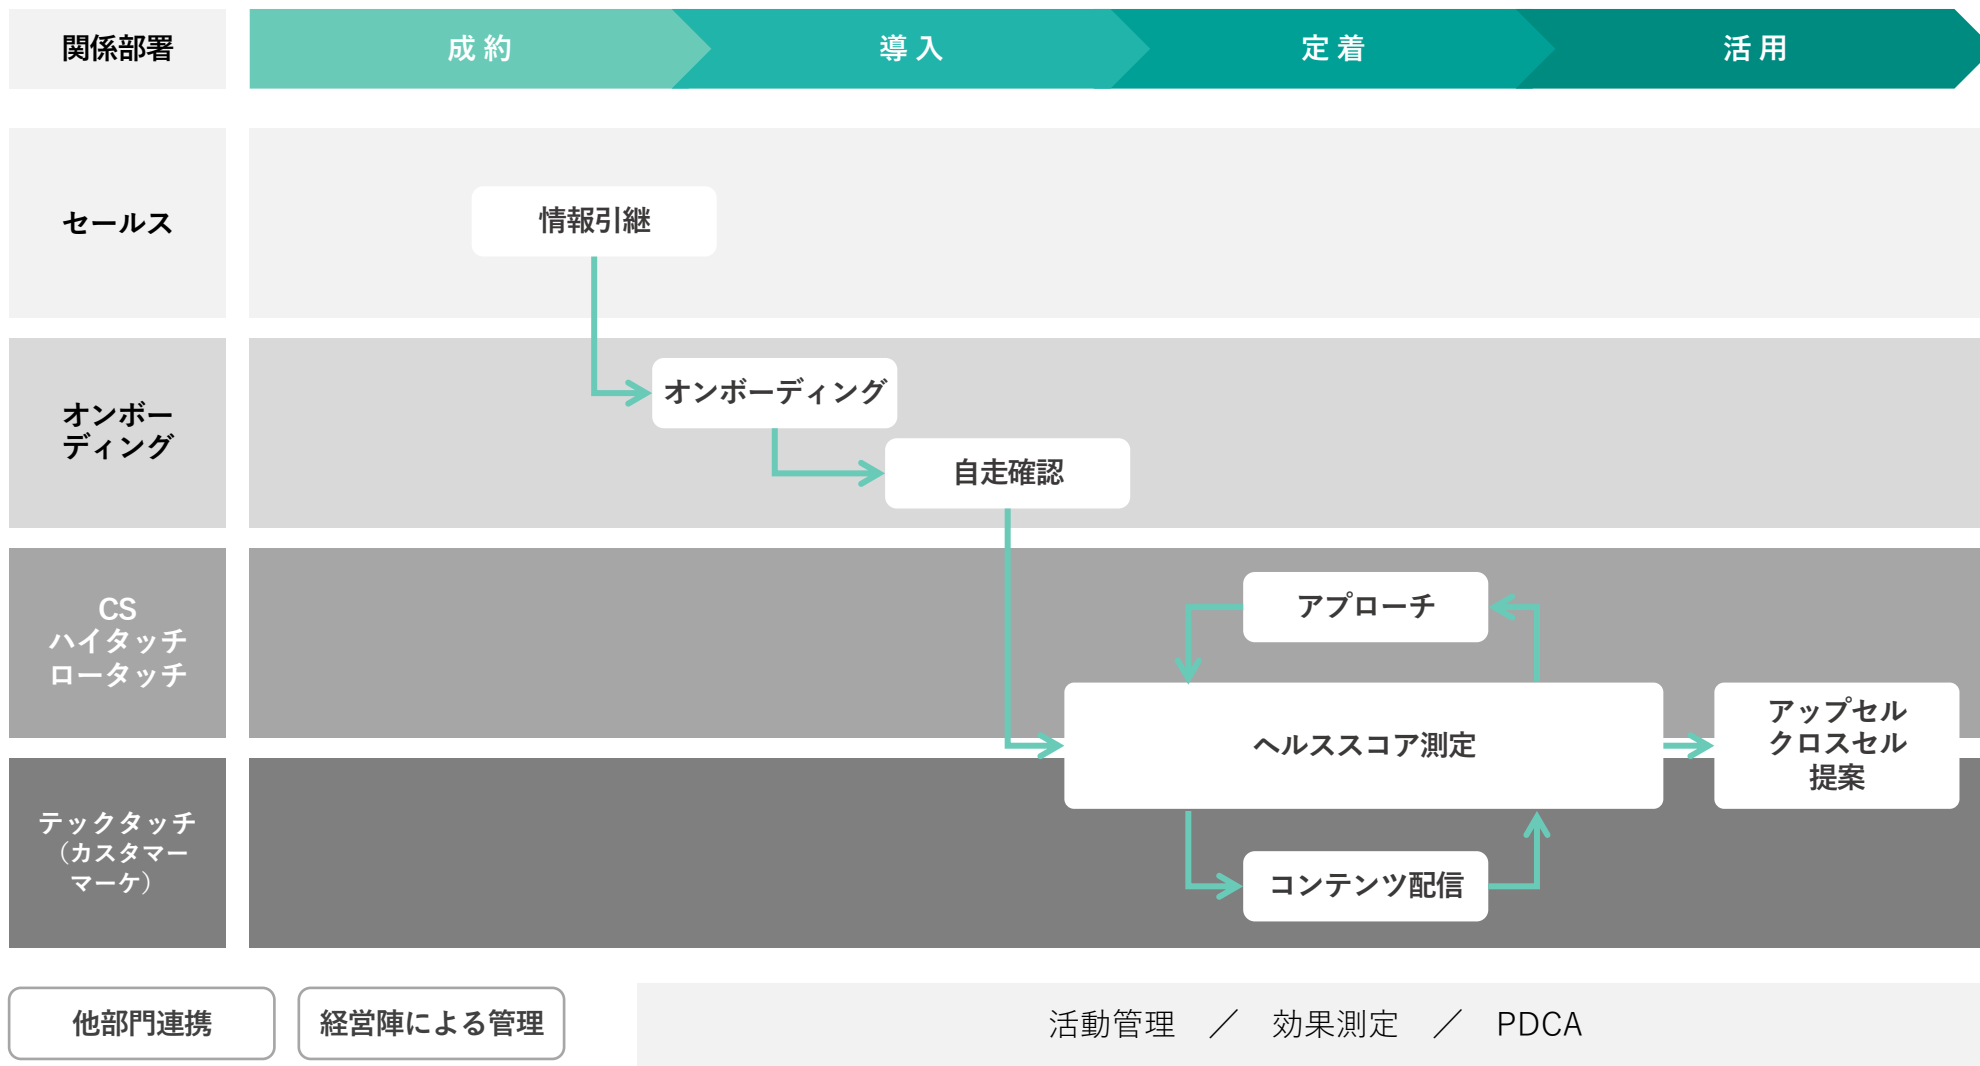 関係部署
成約
導入
定着
活用
セールス
情報引継
オンボー
ディング
オンボーディング
自走確認
CS
ハイタッチ
ロータッチ
アプローチ
ヘルススコア測定
アップセル
クロスセル
提案
テックタッチ
（カスタマー
マーケ）
コンテンツ配信
他部門連携
経営陣による管理
活動管理　／　効果測定　／　PDCA